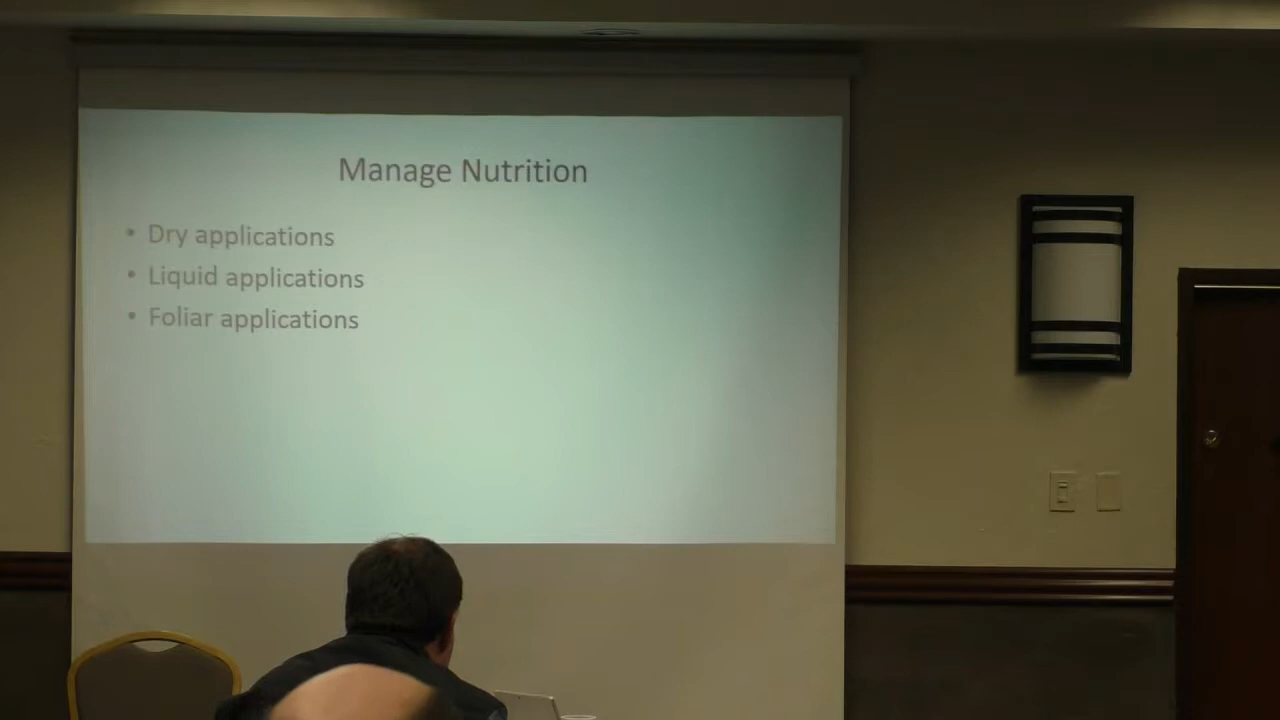 Manage Nutrition
• Dry applications
• Liquid applications
• Foliar applications